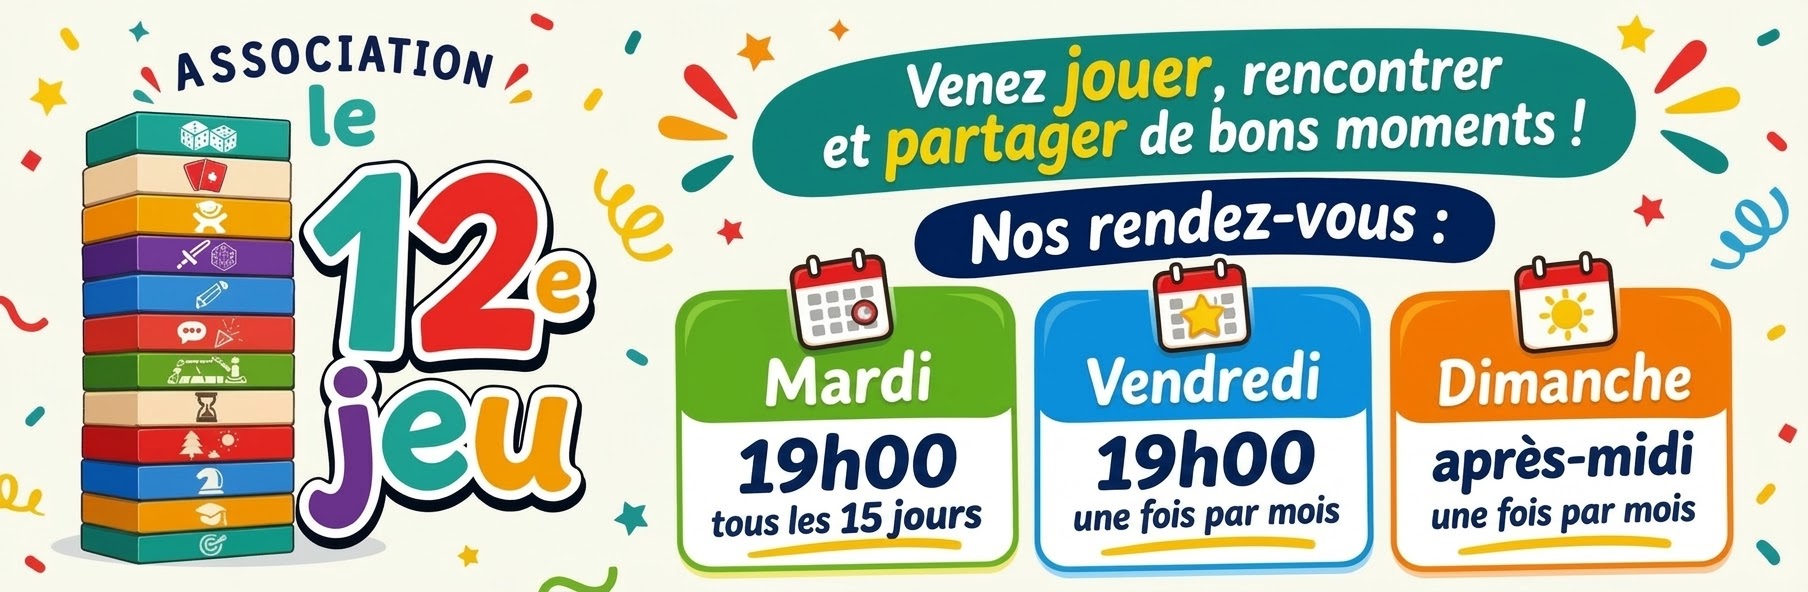 ASSOCIATION
le
12e
jeu
Venez jouer, rencontrer
et partager de bons moments !
Nos rendez-vous :
Mardi
19h00
tous les 15 jours
Vendredi
19h00
une fois par mois
Dimanche
après-midi
une fois par mois